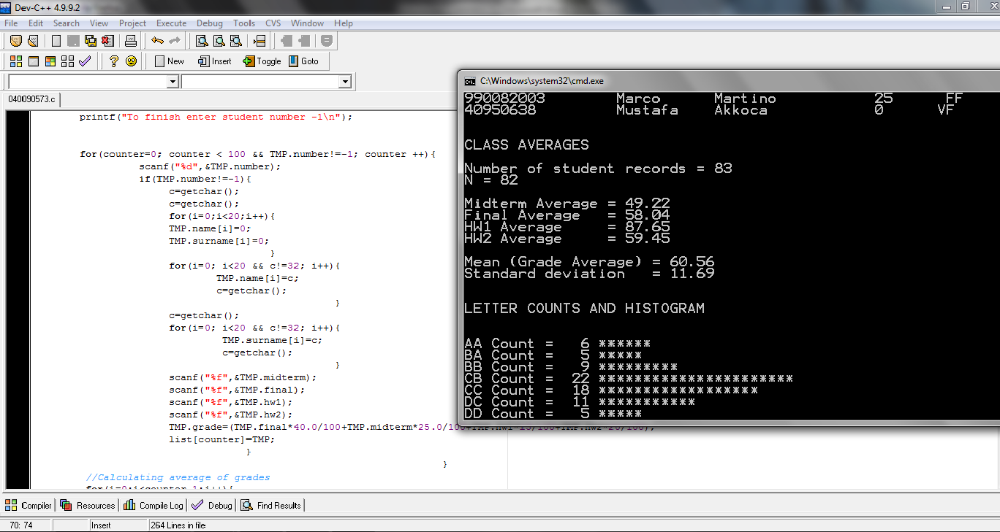 Dev-C++ 4.9.9.2
File Edit Search View Project Execute Debug Tools CVS Window Help
New Insert Toggle Goto
040090573.c
printf("To finish enter student number -1\n");
for(counter=0; counter < 100 && TMP.number!=-1; counter ++){
scanf("%d",&TMP.number);
if(TMP.number!=-1){
c=getchar();
c=getchar();
for(i=0;i<20;i++){
TMP.name[i]=0;
TMP.surname[i]=0;
}
for(i=0; i<20 && c!=32; i++){
TMP.name[i]=c;
c=getchar();
}
c=getchar();
for(i=0; i<20 && c!=32; i++){
TMP.surname[i]=c;
c=getchar();
}
scanf("%f",&TMP.midterm);
scanf("%f",&TMP.final);
scanf("%f",&TMP.hw1);
scanf("%f",&TMP.hw2);
TMP.grade=(TMP.final*40.0/100+TMP.midterm*25.0/100+TMP.hw1*15/100+TMP.hw2*20/100);
list[counter]=TMP;
}
}
//Calculating average of grades
for(i=0;i<counter-1;i++){
C:\Windows\system32\cmd.exe
990082003 Marco Martino 25 FF
40950638 Mustafa Akkoca 0 VF
CLASS AVERAGES
Number of student records = 83
N = 82
Midterm Average = 49.22
Final Average = 58.04
HW1 Average = 87.65
HW2 Average = 59.45
Mean (Grade Average) = 60.56
Standard deviation = 11.69
LETTER COUNTS AND HISTOGRAM
AA Count = 6 ******
BA Count = 5 *****
BB Count = 9 *********
CB Count = 22 **********************
CC Count = 18 ******************
DC Count = 11 ***********
DD Count = 5 *****
Compiler Resources Compile Log Debug Find Results
70: 74 Insert 264 Lines in file